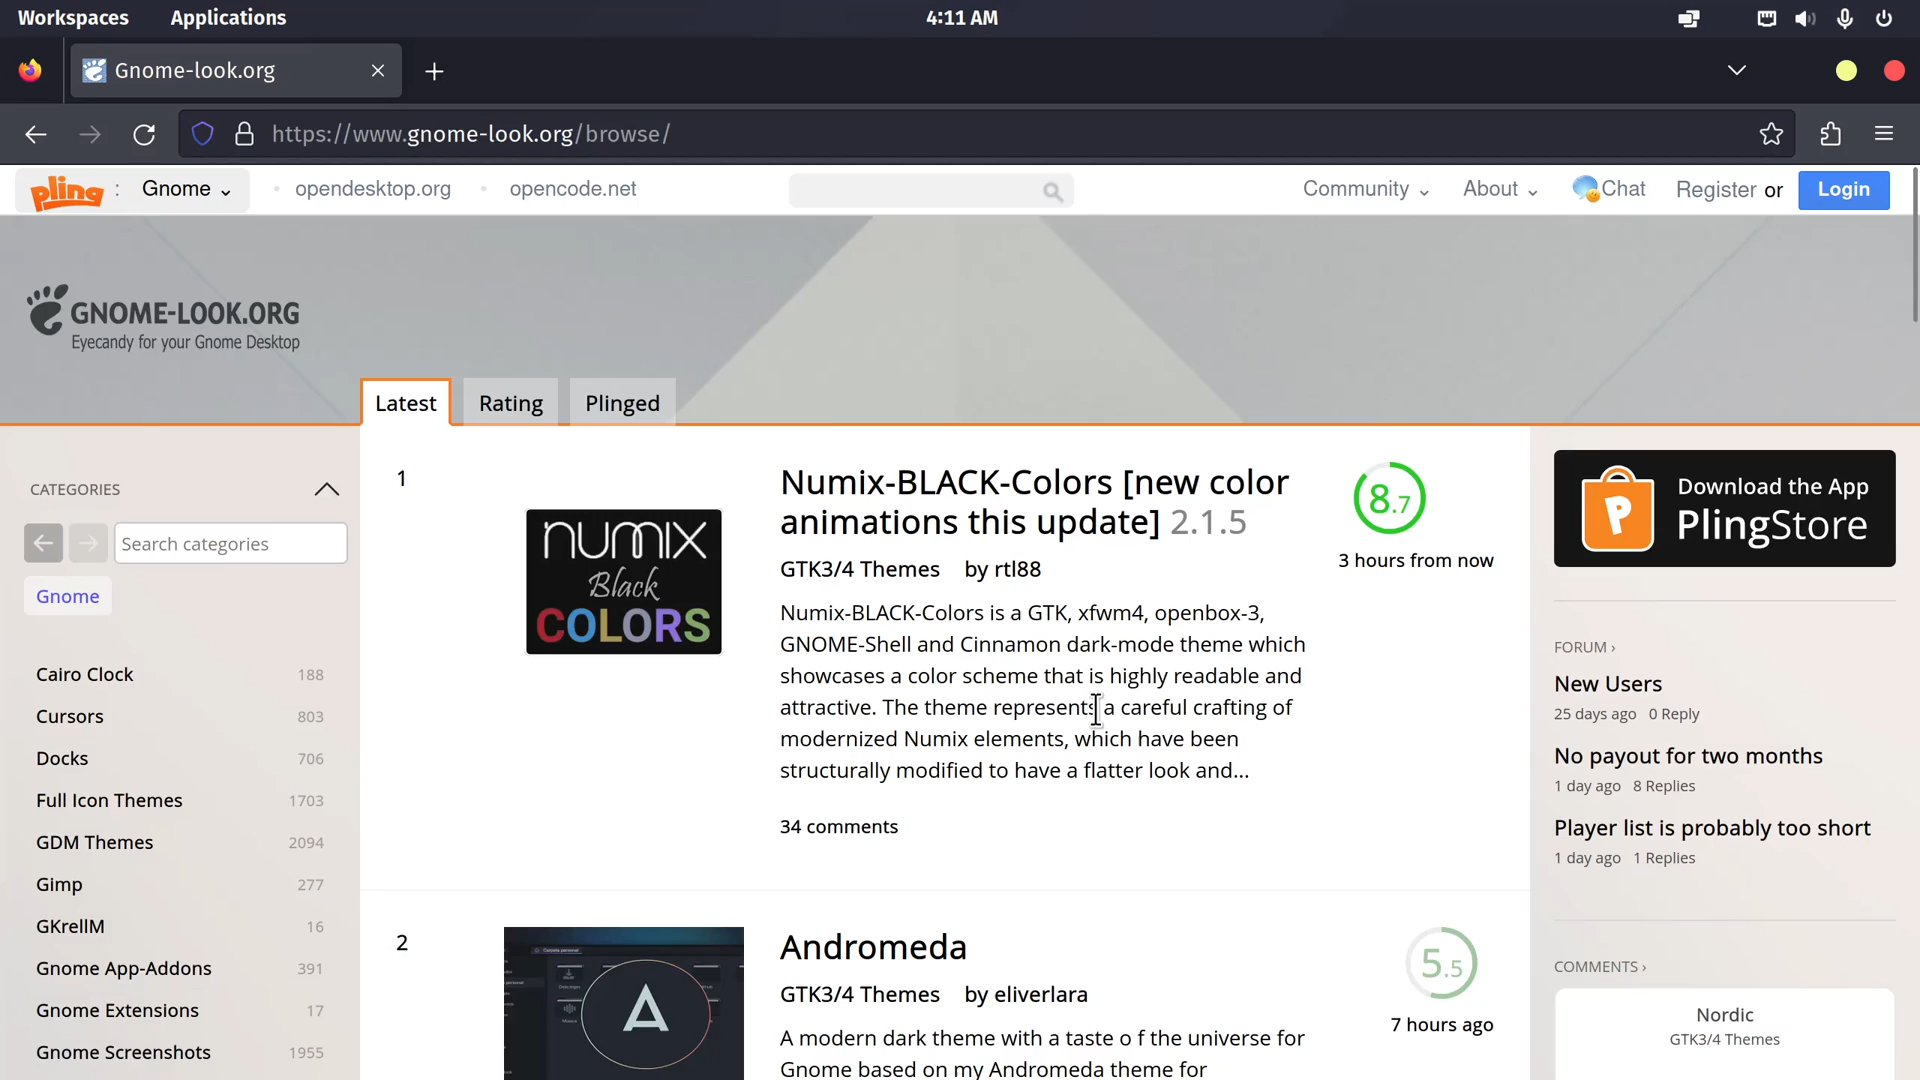 Workspaces Applications 4:11 AM
Gnome-look.org
https://www.gnome-look.org/browse/
pling : Gnome opendesktop.org opencode.net Community About Chat Register or Login
GNOME-LOOK.ORG
Eyecandy for your Gnome Desktop
Latest Rating Plinged
CATEGORIES
Search categories
Gnome
Cairo Clock 188
Cursors 803
Docks 706
Full Icon Themes 1703
GDM Themes 2094
Gimp 277
GKrellM 16
Gnome App-Addons 391
Gnome Extensions 17
Gnome Screenshots 1955
1
numix
Black
COLORS
Numix-BLACK-Colors [new color
animations this update] 2.1.5
GTK3/4 Themes by rtl88
Numix-BLACK-Colors is a GTK, xfwm4, openbox-3,
GNOME-Shell and Cinnamon dark-mode theme which
showcases a color scheme that is highly readable and
attractive. The theme represents a careful crafting of
modernized Numix elements, which have been
structurally modified to have a flatter look and...
34 comments
8.7
3 hours from now
2
A
Andromeda
GTK3/4 Themes by eliverlara
A modern dark theme with a taste o f the universe for
Gnome based on my Andromeda theme for
5.5
7 hours ago
P
Download the App
PlingStore
FORUM ›
New Users
25 days ago 0 Reply
No payout for two months
1 day ago 8 Replies
Player list is probably too short
1 day ago 1 Replies
COMMENTS ›
Nordic
GTK3/4 Themes